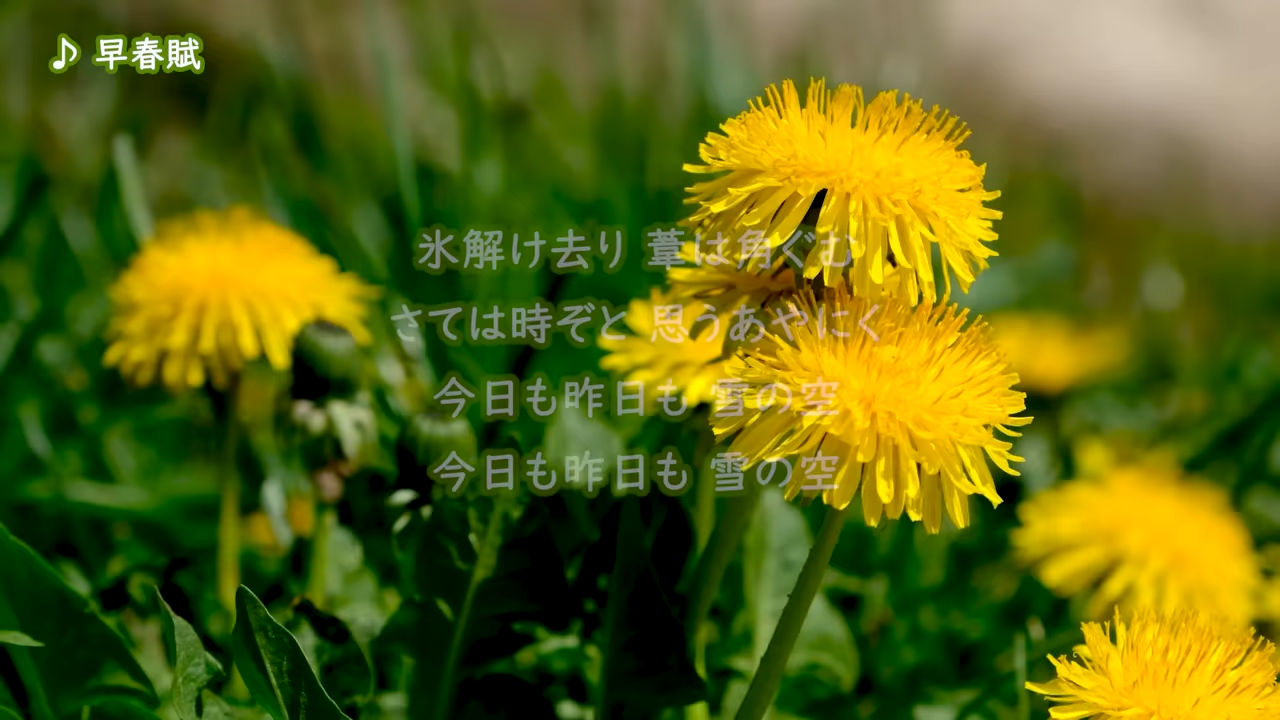 ♪ 早春賦
氷解け去り 葦は角ぐむ
さては時ぞと 思うあやにく
今日も昨日も 雪の空
今日も昨日も 雪の空